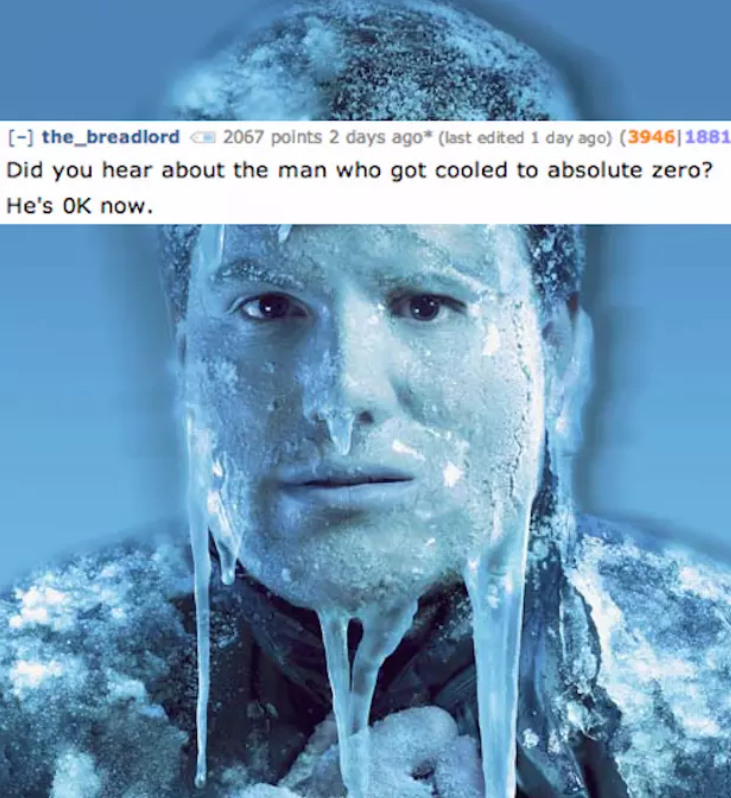 [-] the_breadlord 2067 points 2 days ago* (last edited 1 day ago) (3946|1881
Did you hear about the man who got cooled to absolute zero?
He's 0K now.